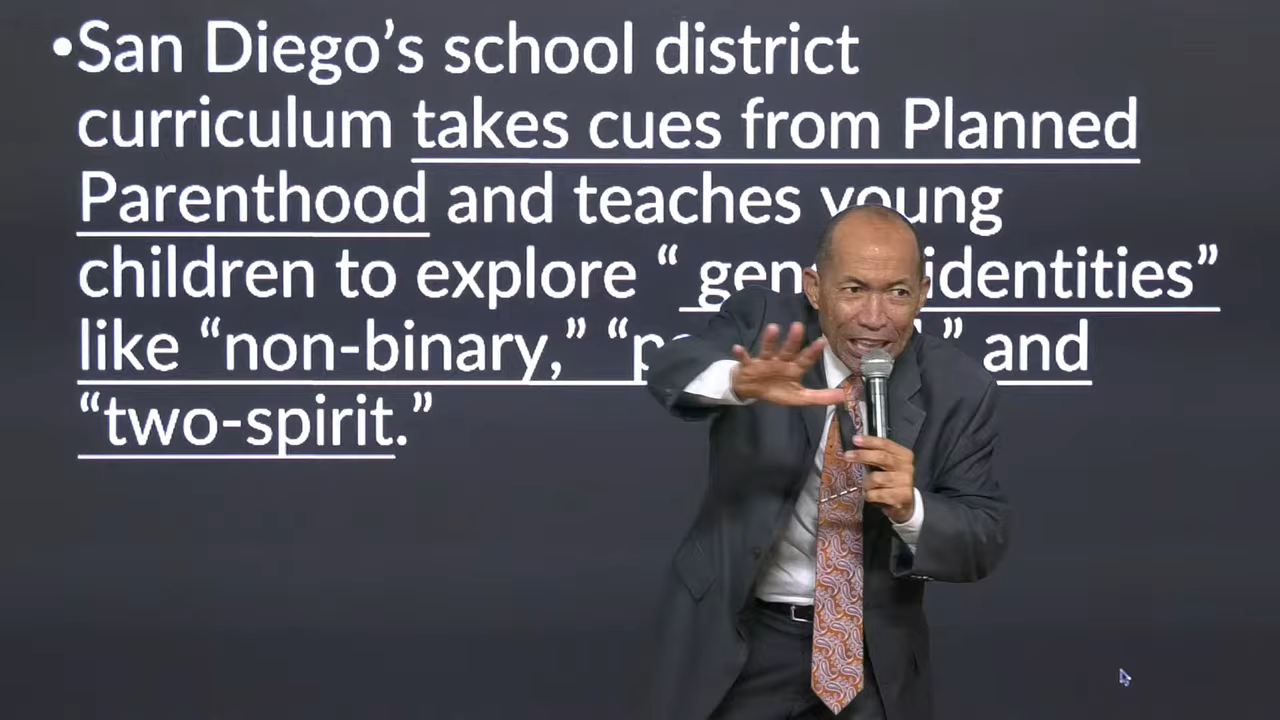 •San Diego’s school district
curriculum takes cues from Planned
Parenthood and teaches young
children to explore “ identities”
like “non-binary,” “ ” and
“two-spirit.”